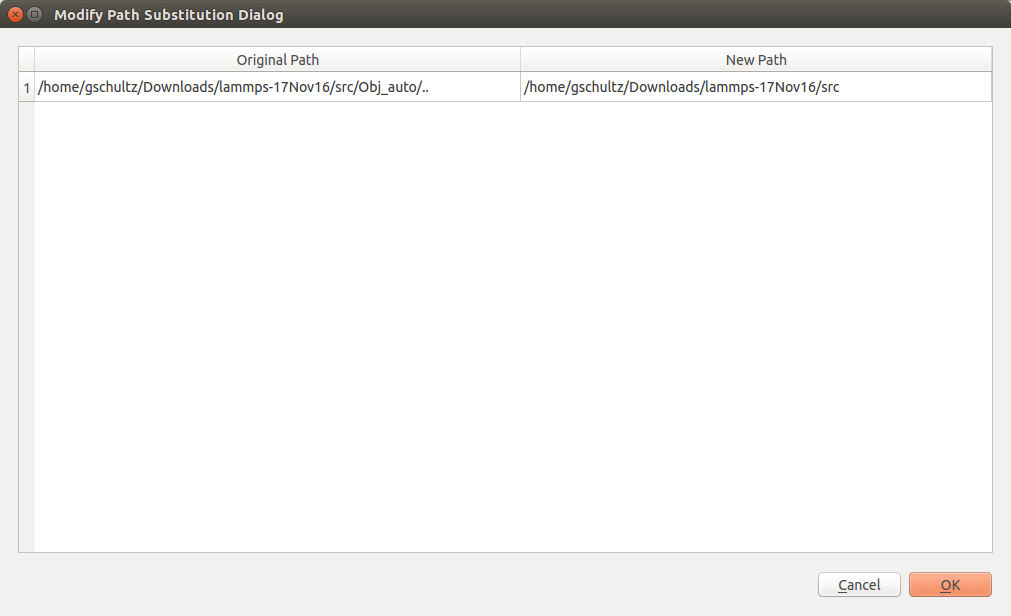 Modify Path Substitution Dialog
Original Path New Path
1 /home/gschultz/Downloads/lammps-17Nov16/src/Obj_auto/.. /home/gschultz/Downloads/lammps-17Nov16/src
Cancel OK